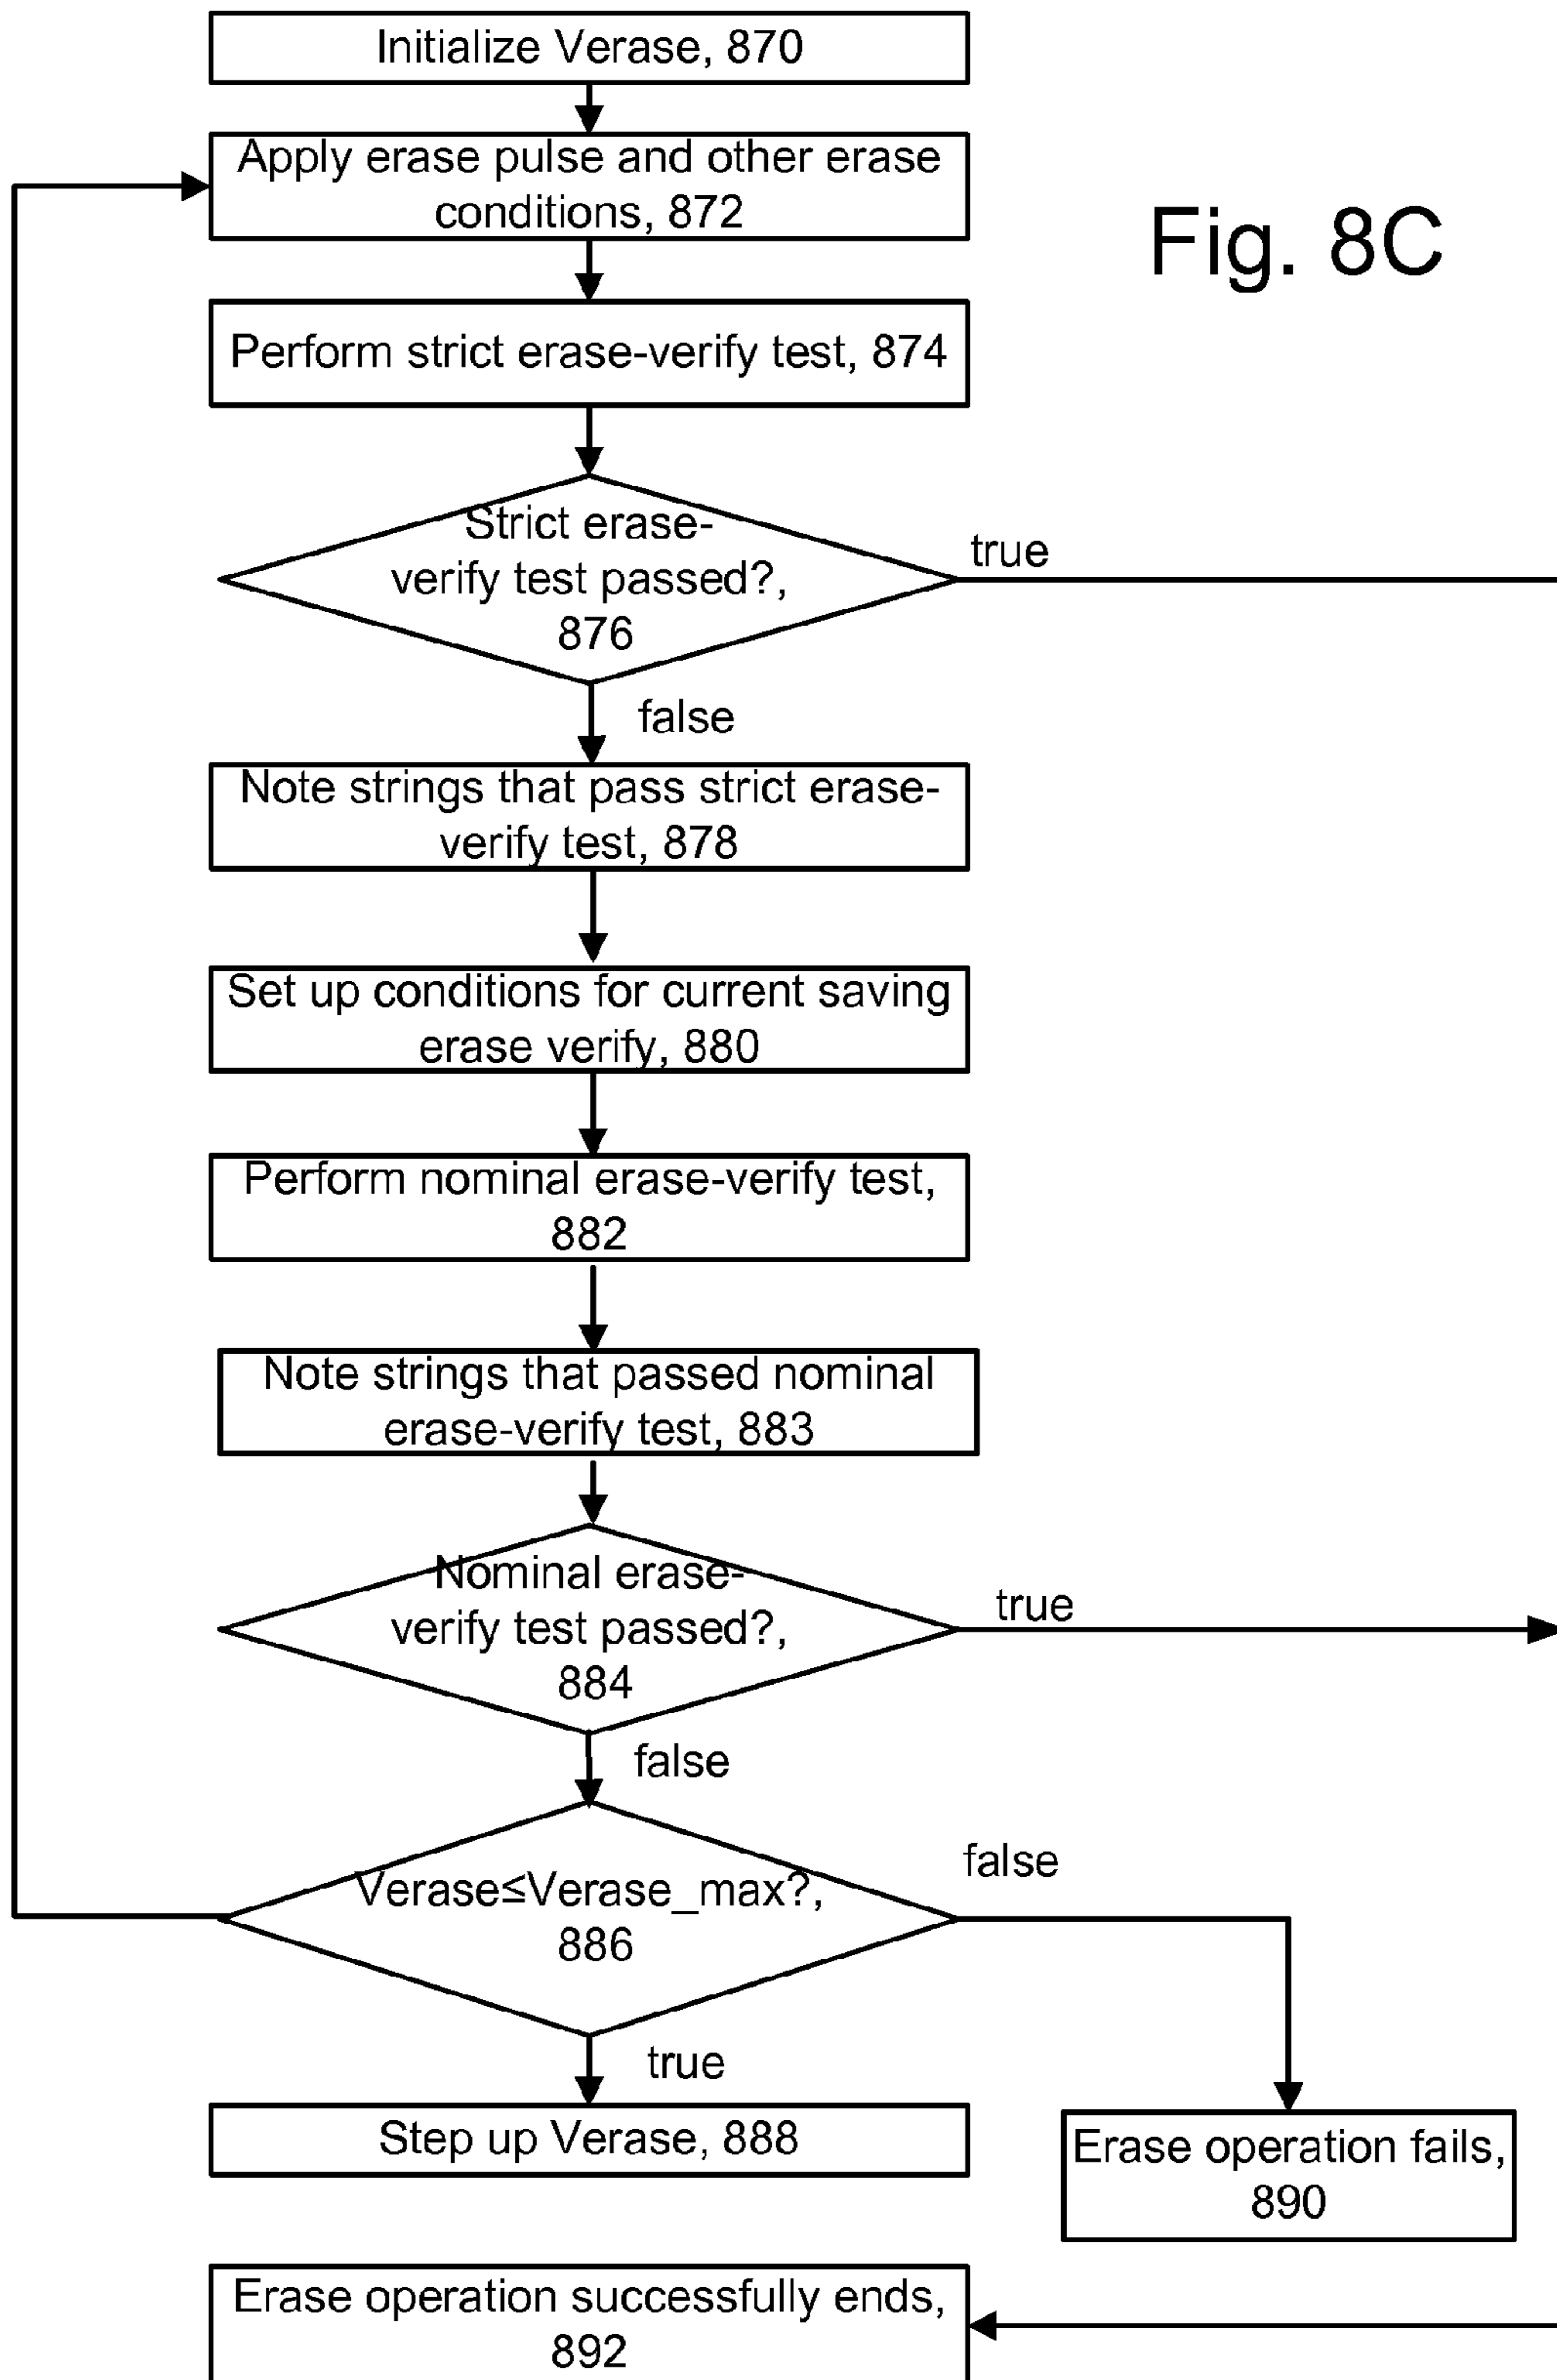 Initialize Verase, 870
Apply erase pulse and other erase
conditions, 872
Fig. 8C
Perform strict erase-verify test, 874
Strict erase-
verify test passed?,
876
true
false
Note strings that pass strict erase-
verify test, 878
Set up conditions for current saving
erase verify, 880
Perform nominal erase-verify test,
882
Note strings that passed nominal
erase-verify test, 883
Nominal erase-
verify test passed?,
884
true
false
Verase≤Verase_max?,
886
false
true
Step up Verase, 888
Erase operation fails,
890
Erase operation successfully ends,
892